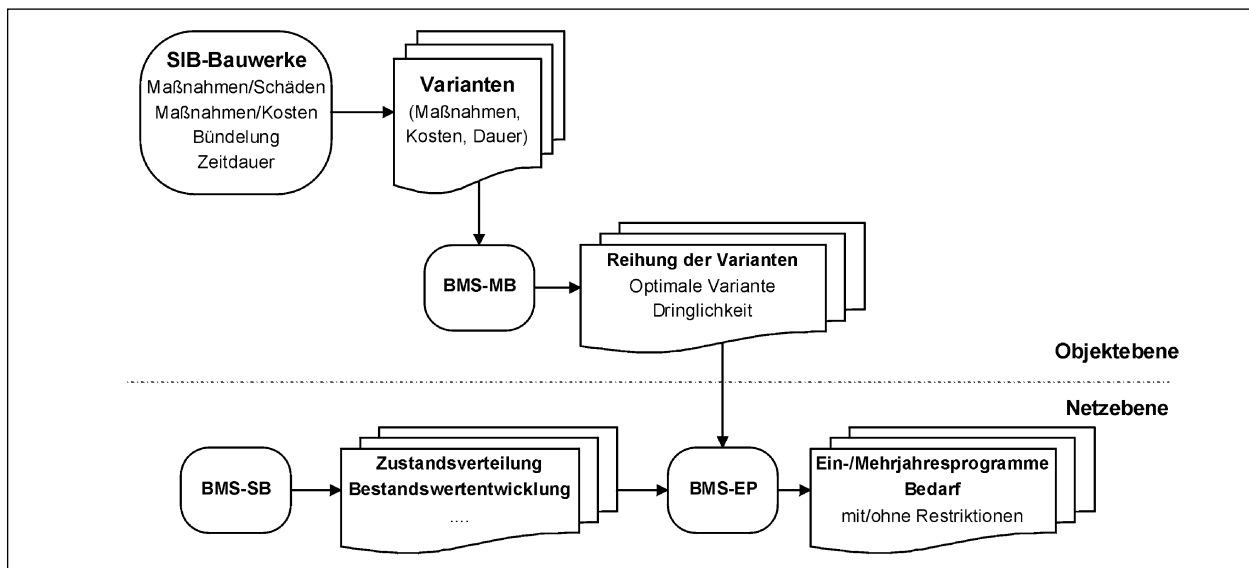 SIB-Bauwerke
Maßnahmen/Schäden
Maßnahmen/Kosten
Bündelung
Zeitdauer
Varianten
(Maßnahmen,
Kosten, Dauer)
BMS-MB
Reihung der Varianten
Optimale Variante
Dringlichkeit
Objektebene
Netzebene
BMS-SB
Zustandsverteilung
Bestandswertentwicklung
....
BMS-EP
Ein-/Mehrjahresprogramme
Bedarf
mit/ohne Restriktionen